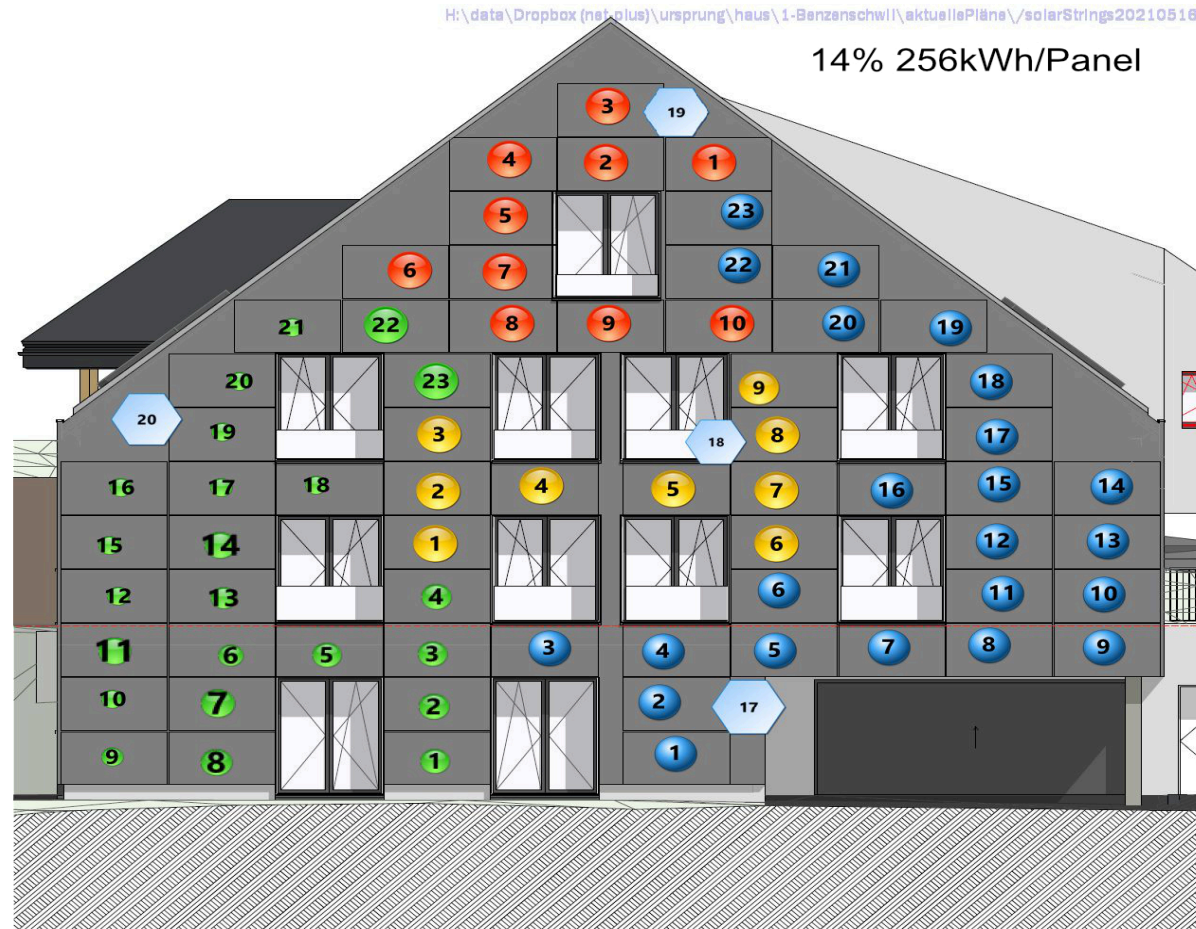 H:\data\Dropbox (net-plus)\ursprung\haus\1-Benzenschwil\aktuellePläne\/solarStrings20210516
14% 256kWh/Panel
3 19
4 2 1
5 23
6 7 22 21
21 22 8 9 10 20 19
20 23 9 18
20 19 3 18 8 17
16 17 18 2 4 5 7 16 15 14
15 14 1 6 12 13
12 13 4 6 11 10
11 6 5 3 3 4 5 7 8 9
10 7 2 2 17
9 8 1 1